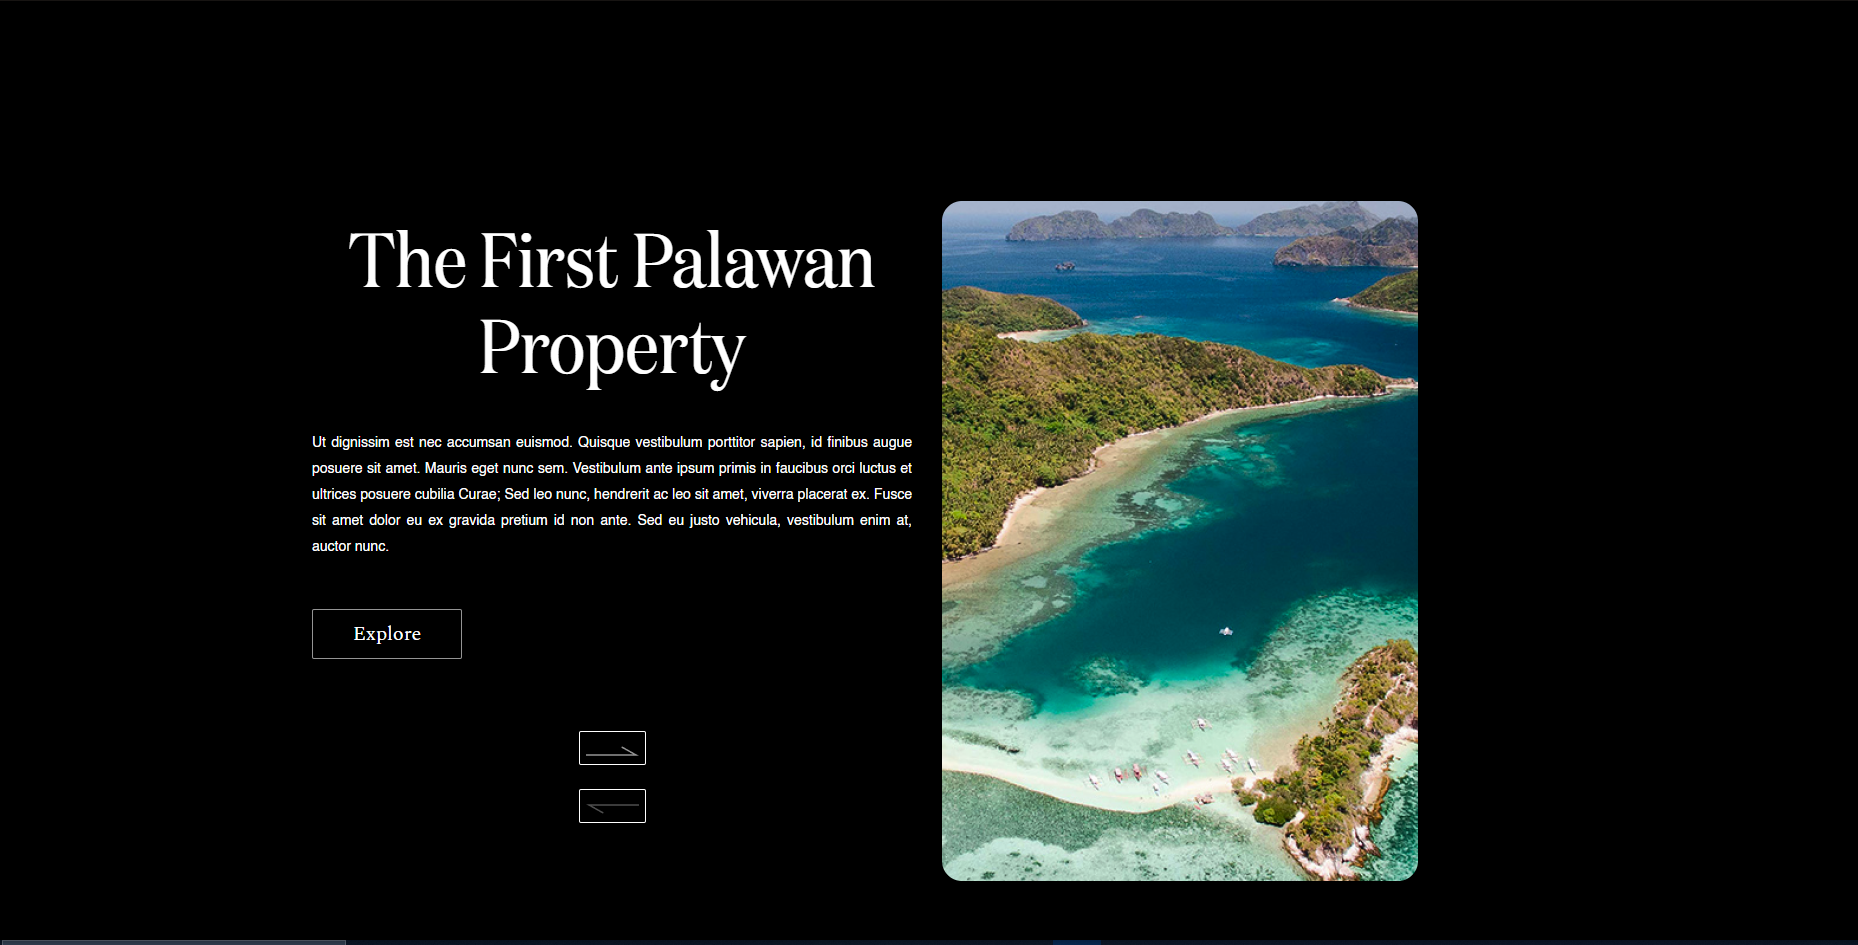 The First Palawan
Property
Ut dignissim est nec accumsan euismod. Quisque vestibulum porttitor sapien, id finibus augue
posuere sit amet. Mauris eget nunc sem. Vestibulum ante ipsum primis in faucibus orci luctus et
ultrices posuere cubilia Curae; Sed leo nunc, hendrerit ac leo sit amet, viverra placerat ex. Fusce
sit amet dolor eu ex gravida pretium id non ante. Sed eu justo vehicula, vestibulum enim at,
auctor nunc.
Explore